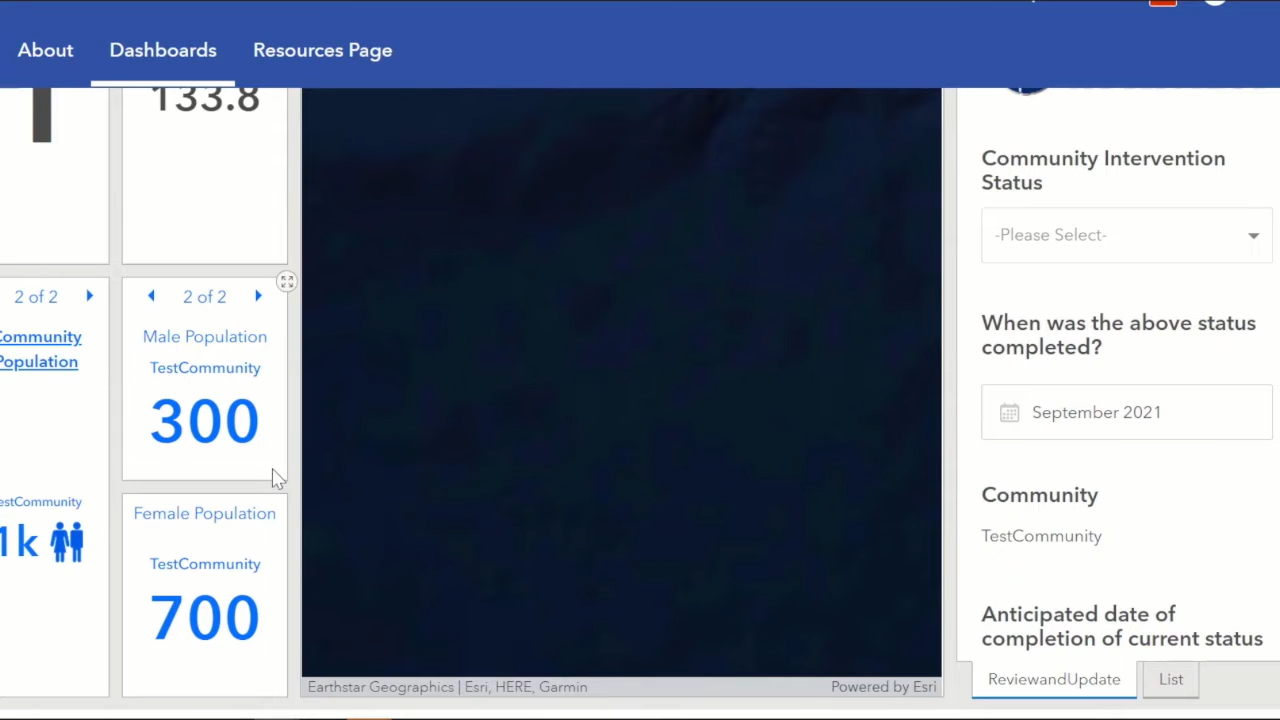 About
Dashboards
Resources Page
133.8
2 of 2
Community
Population
1k
2 of 2
Male Population
TestCommunity
300
Female Population
TestCommunity
700
Earthstar Geographics | Esri, HERE, Garmin
Powered by Esri
Community Intervention
Status
-Please Select-
When was the above status
completed?
September 2021
Community
TestCommunity
Anticipated date of
completion of current status
ReviewandUpdate
List